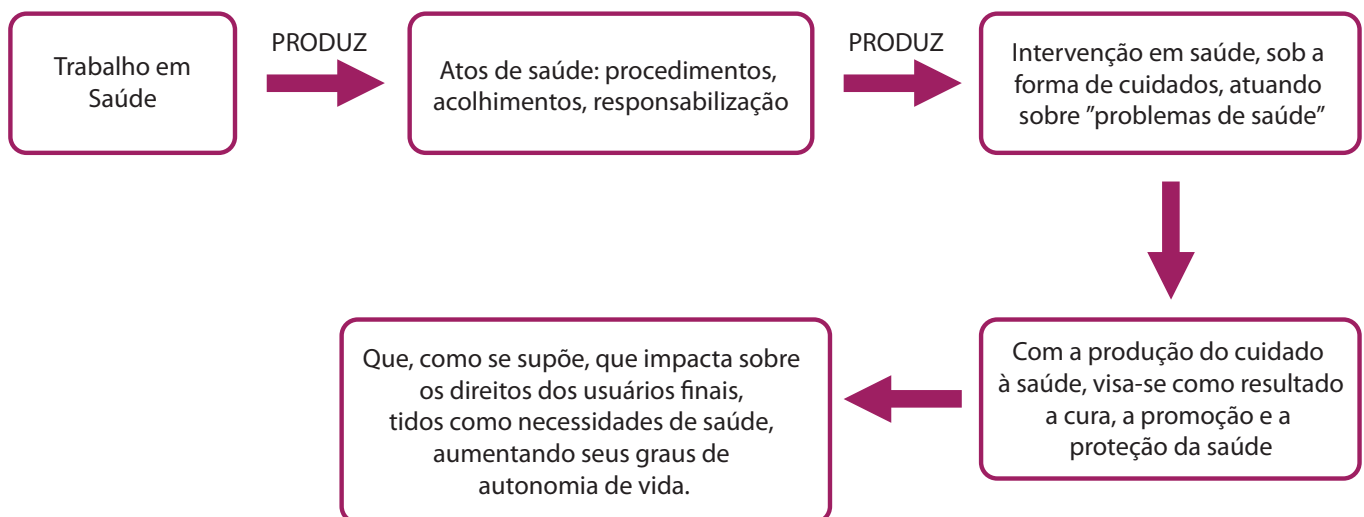 Trabalho em
Saúde
PRODUZ
Atos de saúde: procedimentos,
acolhimentos, responsabilização
PRODUZ
Intervenção em saúde, sob a
forma de cuidados, atuando
sobre ”problemas de saúde”
Com a produção do cuidado
à saúde, visa-se como resultado
a cura, a promoção e a
proteção da saúde
Que, como se supõe, que impacta sobre
os direitos dos usuários finais,
tidos como necessidades de saúde,
aumentando seus graus de
autonomia de vida.